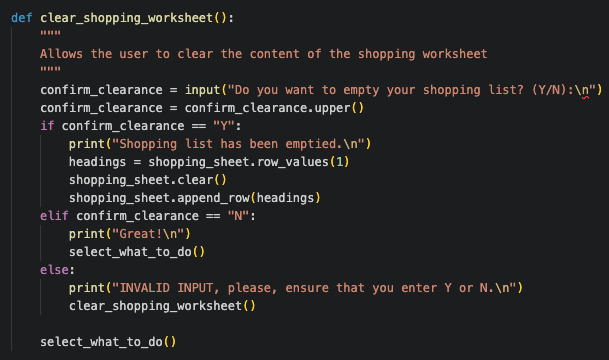 def clear_shopping_worksheet():
    """
    Allows the user to clear the content of the shopping worksheet
    """
    confirm_clearance = input("Do you want to empty your shopping list? (Y/N):\n")
    confirm_clearance = confirm_clearance.upper()
    if confirm_clearance == "Y":
        print("Shopping list has been emptied.\n")
        headings = shopping_sheet.row_values(1)
        shopping_sheet.clear()
        shopping_sheet.append_row(headings)
    elif confirm_clearance == "N":
        print("Great!\n")
        select_what_to_do()
    else:
        print("INVALID INPUT, please, ensure that you enter Y or N.\n")
        clear_shopping_worksheet()

    select_what_to_do()